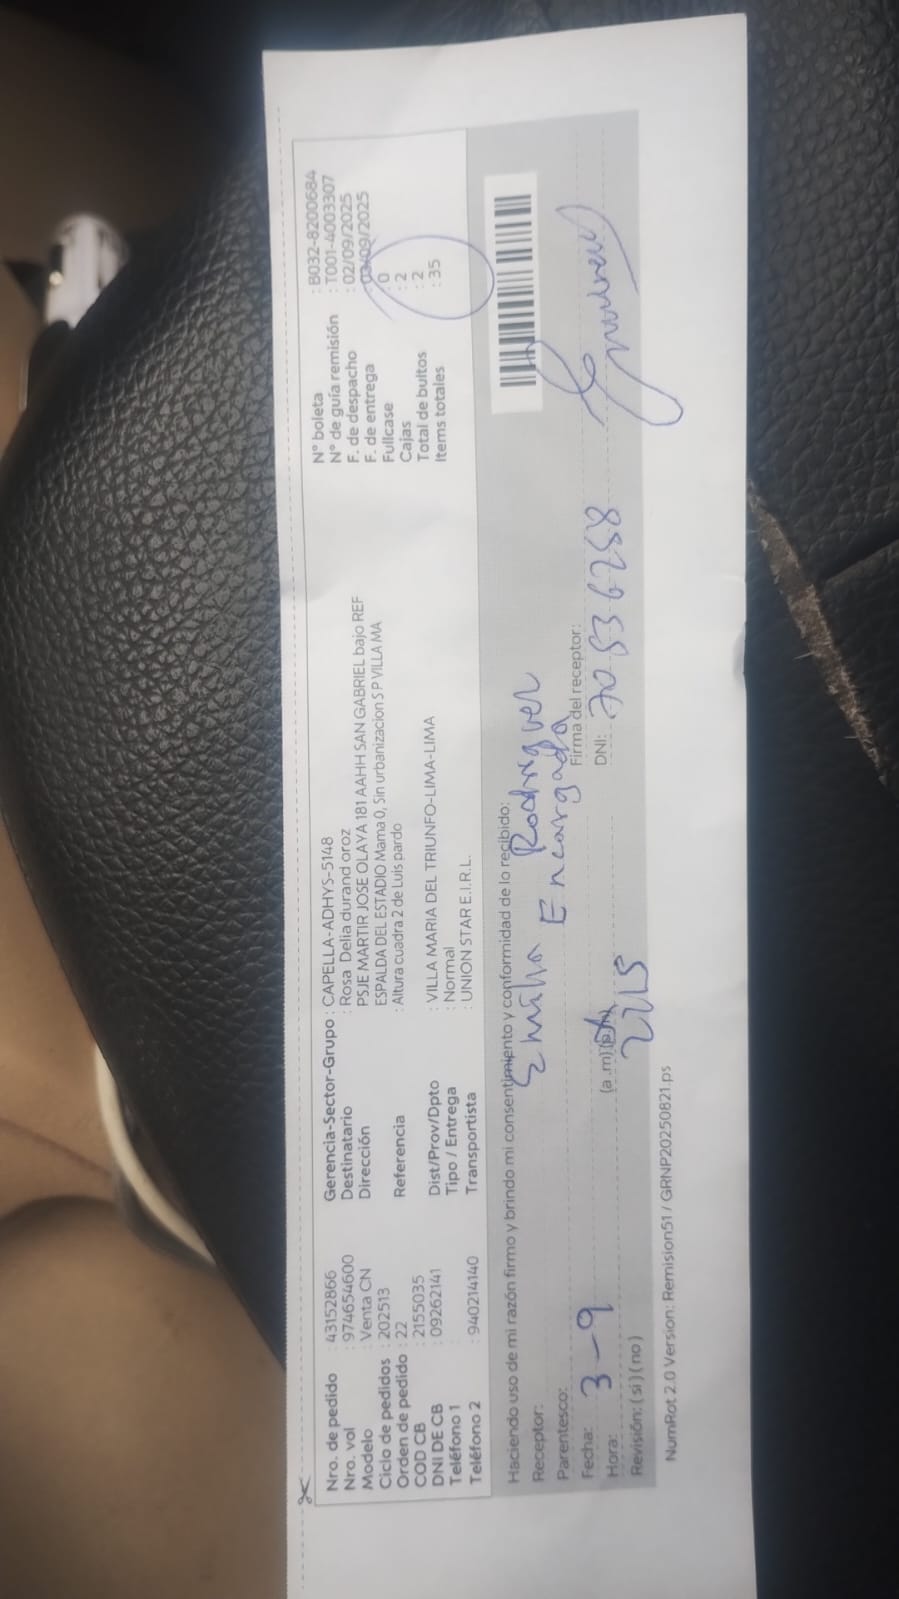 Nro. de pedido : 43152866
Nro. vol : 974654600
Modelo : Venta CN
Ciclo de pedidos : 202513
Orden de pedido : 22
COD CB : 2155035
DNI DE CB : 09262141
Teléfono 1 :
Teléfono 2 : 940214140
Gerencia-Sector-Grupo : CAPELLA-ADHYS-5148
Destinatario : Rosa Delia durand oroz
Dirección : PSJE MARTIR JOSE OLAYA 181 AAHH SAN GABRIEL bajo REF
ESPALDA DEL ESTADIO Mama 0, Sin urbanizacion S P VILLA MA
Referencia : Altura cuadra 2 de Luis pardo
Dist/Prov/Dpto : VILLA MARIA DEL TRIUNFO-LIMA-LIMA
Tipo / Entrega : Normal
Transportista : UNION STAR E.I.R.L.
N° boleta : B032-8200684
N° de guía remisión : T001-4003307
F. de despacho : 02/09/2025
F. de entrega : 03/09/2025
Fullcase : 0
Cajas : 2
Total de bultos : 2
Items totales : 35
Haciendo uso de mi razón firmo y brindo mi consentimiento y conformidad de lo recibido:
Receptor: Emilia Rodriguez
Parentesco: Encargada
Fecha: 3-9
Firma del receptor:
Hora: (a .m) (p.m)
DNI: 70536258
Revisión: ( si ) ( no )
NumRot 2.0 Version: Remision51 / GRNP20250821.ps